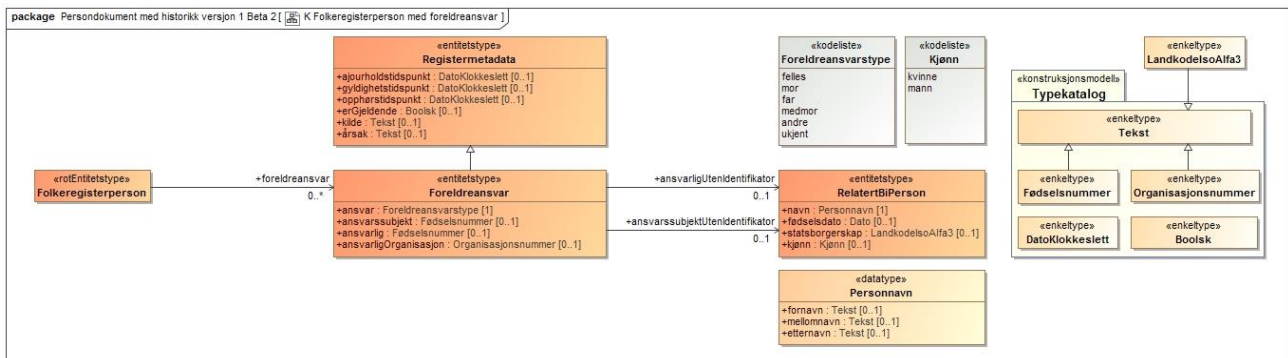 package Persondokument med historikk versjon 1 Beta 2 [ K Folkeregisterperson med foreldreansvar ]
«entitetstype»
Registermetadata
+ajourholdstidspunkt : DatoKlokkeslett [0..1]
+gyldighetstidspunkt : DatoKlokkeslett [0..1]
+opphørstidspunkt : DatoKlokkeslett [0..1]
+erGjeldende : Boolsk [0..1]
+kilde : Tekst [0..1]
+årsak : Tekst [0..1]
«kodeliste»
Foreldreansvarstype
felles
mor
far
medmor
andre
ukjent
«kodeliste»
Kjønn
kvinne
mann
«enkeltype»
LandkodeIsoAlfa3
«konstruksjonsmodell»
Typekatalog
«enkeltype»
Tekst
«enkeltype»
Fødselsnummer
«enkeltype»
Organisasjonsnummer
«enkeltype»
DatoKlokkeslett
«enkeltype»
Boolsk
«rotEntitetstype»
Folkeregisterperson
+foreldreansvar
0..*
«entitetstype»
Foreldreansvar
+ansvar : Foreldreansvarstype [1]
+ansvarssubjekt : Fødselsnummer [0..1]
+ansvarlig : Fødselsnummer [0..1]
+ansvarligOrganisasjon : Organisasjonsnummer [0..1]
+ansvarligUtenIdentifikator
0..1
+ansvarssubjektUtenIdentifikator
0..1
«entitetstype»
RelatertBiPerson
+navn : Personnavn [1]
+fødselsdato : Dato [0..1]
+statsborgerskap : LandkodeIsoAlfa3 [0..1]
+kjønn : Kjønn [0..1]
«datatype»
Personnavn
+fornavn : Tekst [0..1]
+mellomnavn : Tekst [0..1]
+etternavn : Tekst [0..1]